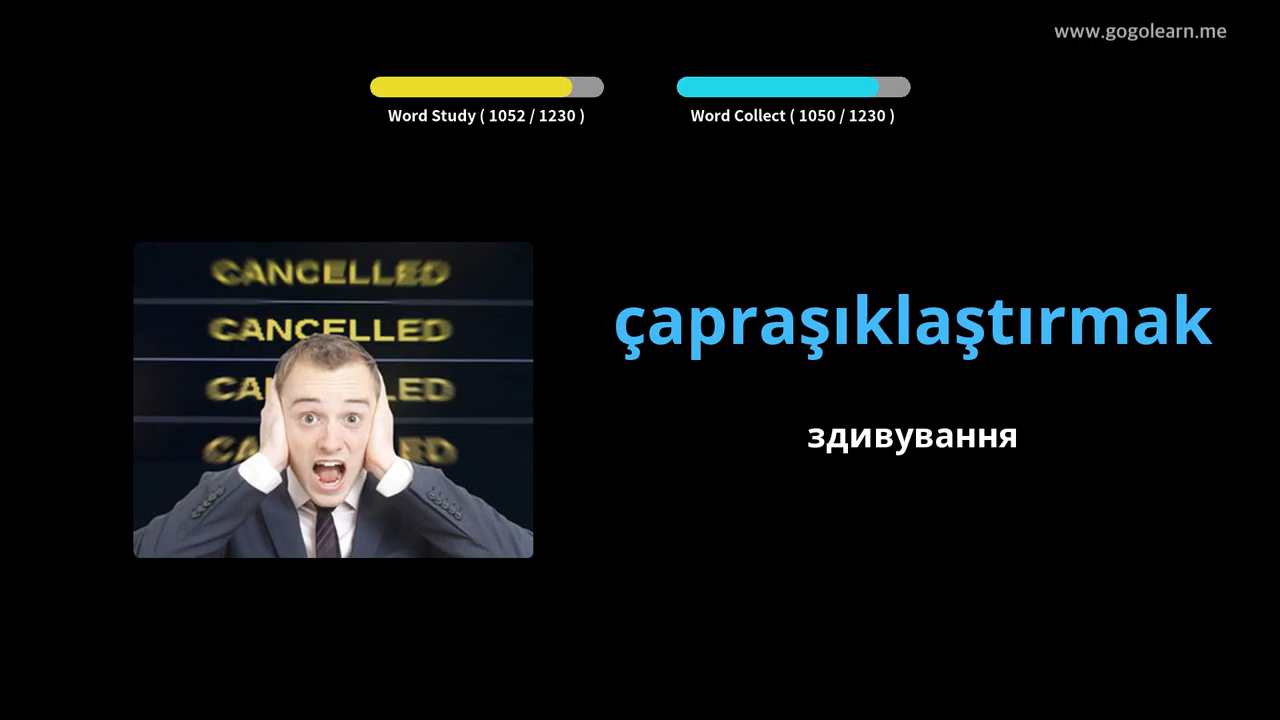 www.gogolearn.me
Word Study ( 1052 / 1230 )
Word Collect ( 1050 / 1230 )
CANCELLED
CANCELLED
çapraşıklaştırmak
здивування